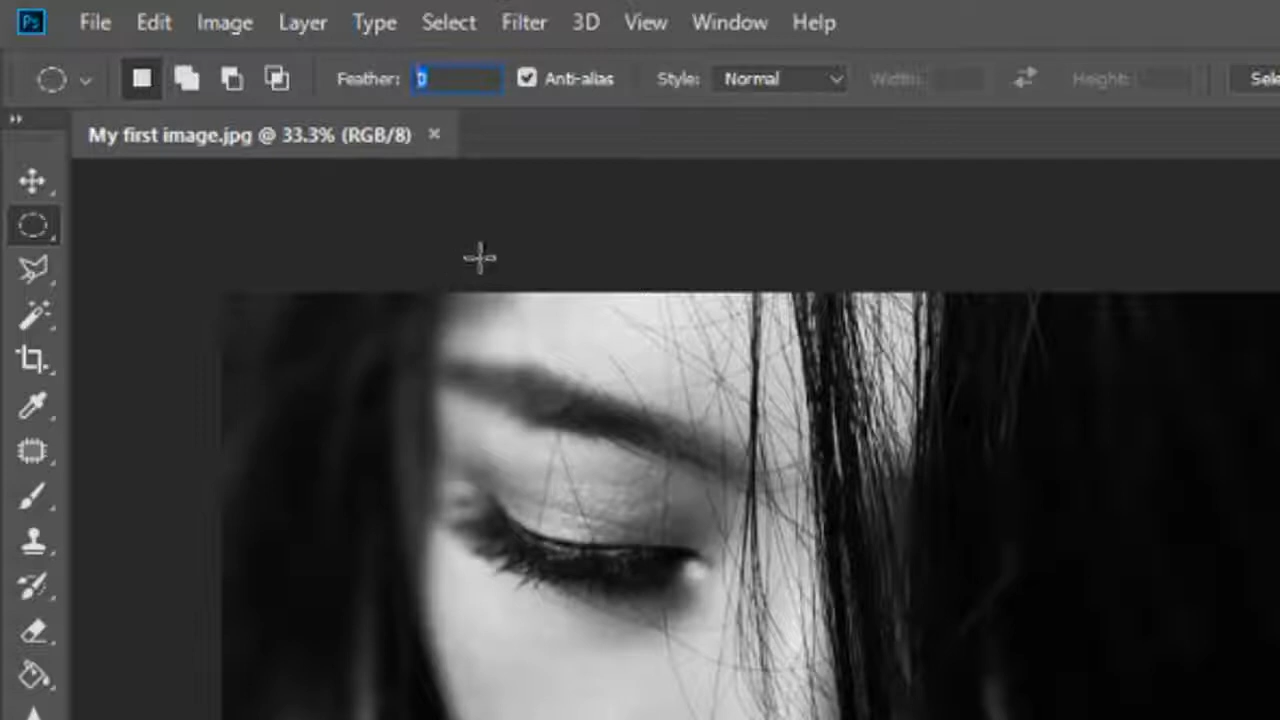 Ps File Edit Image Layer Type Select Filter 3D View Window Help
Feather: 0 Anti-alias Style: Normal Width: Height:
My first image.jpg @ 33.3% (RGB/8) ×